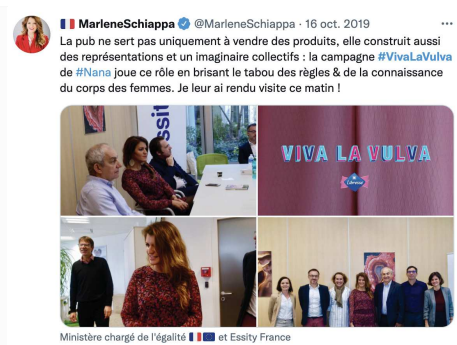 🇫🇷 MarleneSchiappa @MarleneSchiappa · 16 oct. 2019 ···
La pub ne sert pas uniquement à vendre des produits, elle construit aussi
des représentations et un imaginaire collectifs : la campagne #VivaLaVulva
de #Nana joue ce rôle en brisant le tabou des règles & de la connaissance
du corps des femmes. Je leur ai rendu visite ce matin !
essit
VIVA LA VULVA
Libresse
Ministère chargé de l'égalité 🇫🇷🇪🇺 et Essity France